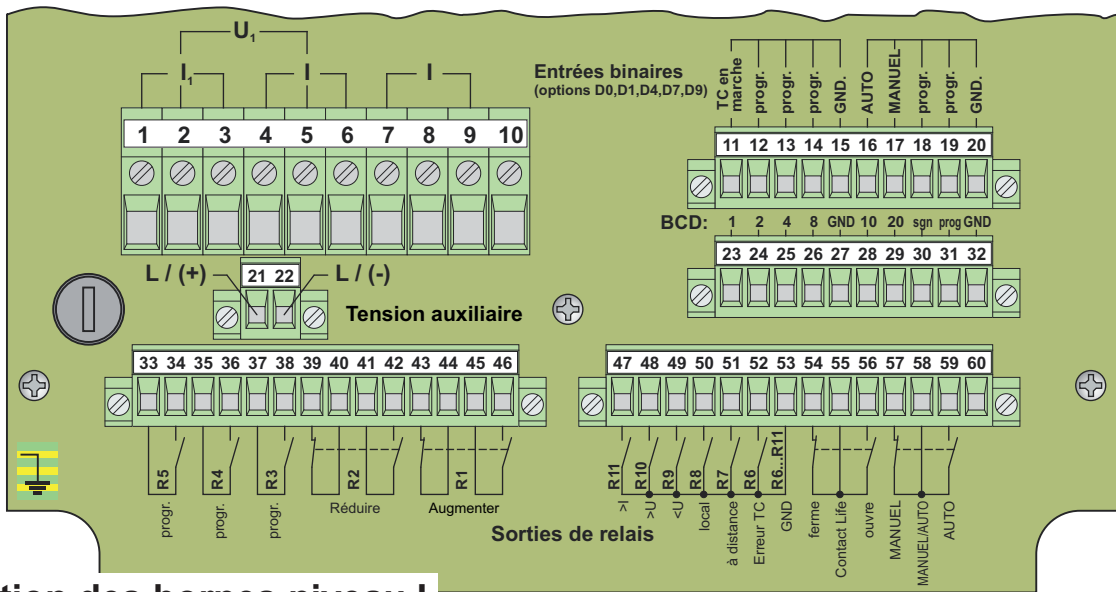 U1
I1 I I
Entrées binaires
(options D0,D1,D4,D7,D9)
TC en marche
progr.
progr.
progr.
GND.
AUTO
MANUEL
progr.
progr.
GND.
1 2 3 4 5 6 7 8 9 10
11 12 13 14 15 16 17 18 19 20
BCD: 1 2 4 8 GND 10 20 sgn prog GND
23 24 25 26 27 28 29 30 31 32
L / (+) 21 22 L / (-)
Tension auxiliaire
33 34 35 36 37 38 39 40 41 42 43 44 45 46
47 48 49 50 51 52 53 54 55 56 57 58 59 60
R5
R4
R3
R2
R1
progr.
progr.
progr.
Réduire
Augmenter
R11
R10
R9
R8
R7
R6
R6...R11
>I
>U
<U
local
à distance
Erreur TC
GND
ferme
Contact Life
ouvre
MANUEL
MANUEL/AUTO
AUTO
Sorties de relais
tion des bornes niveau I